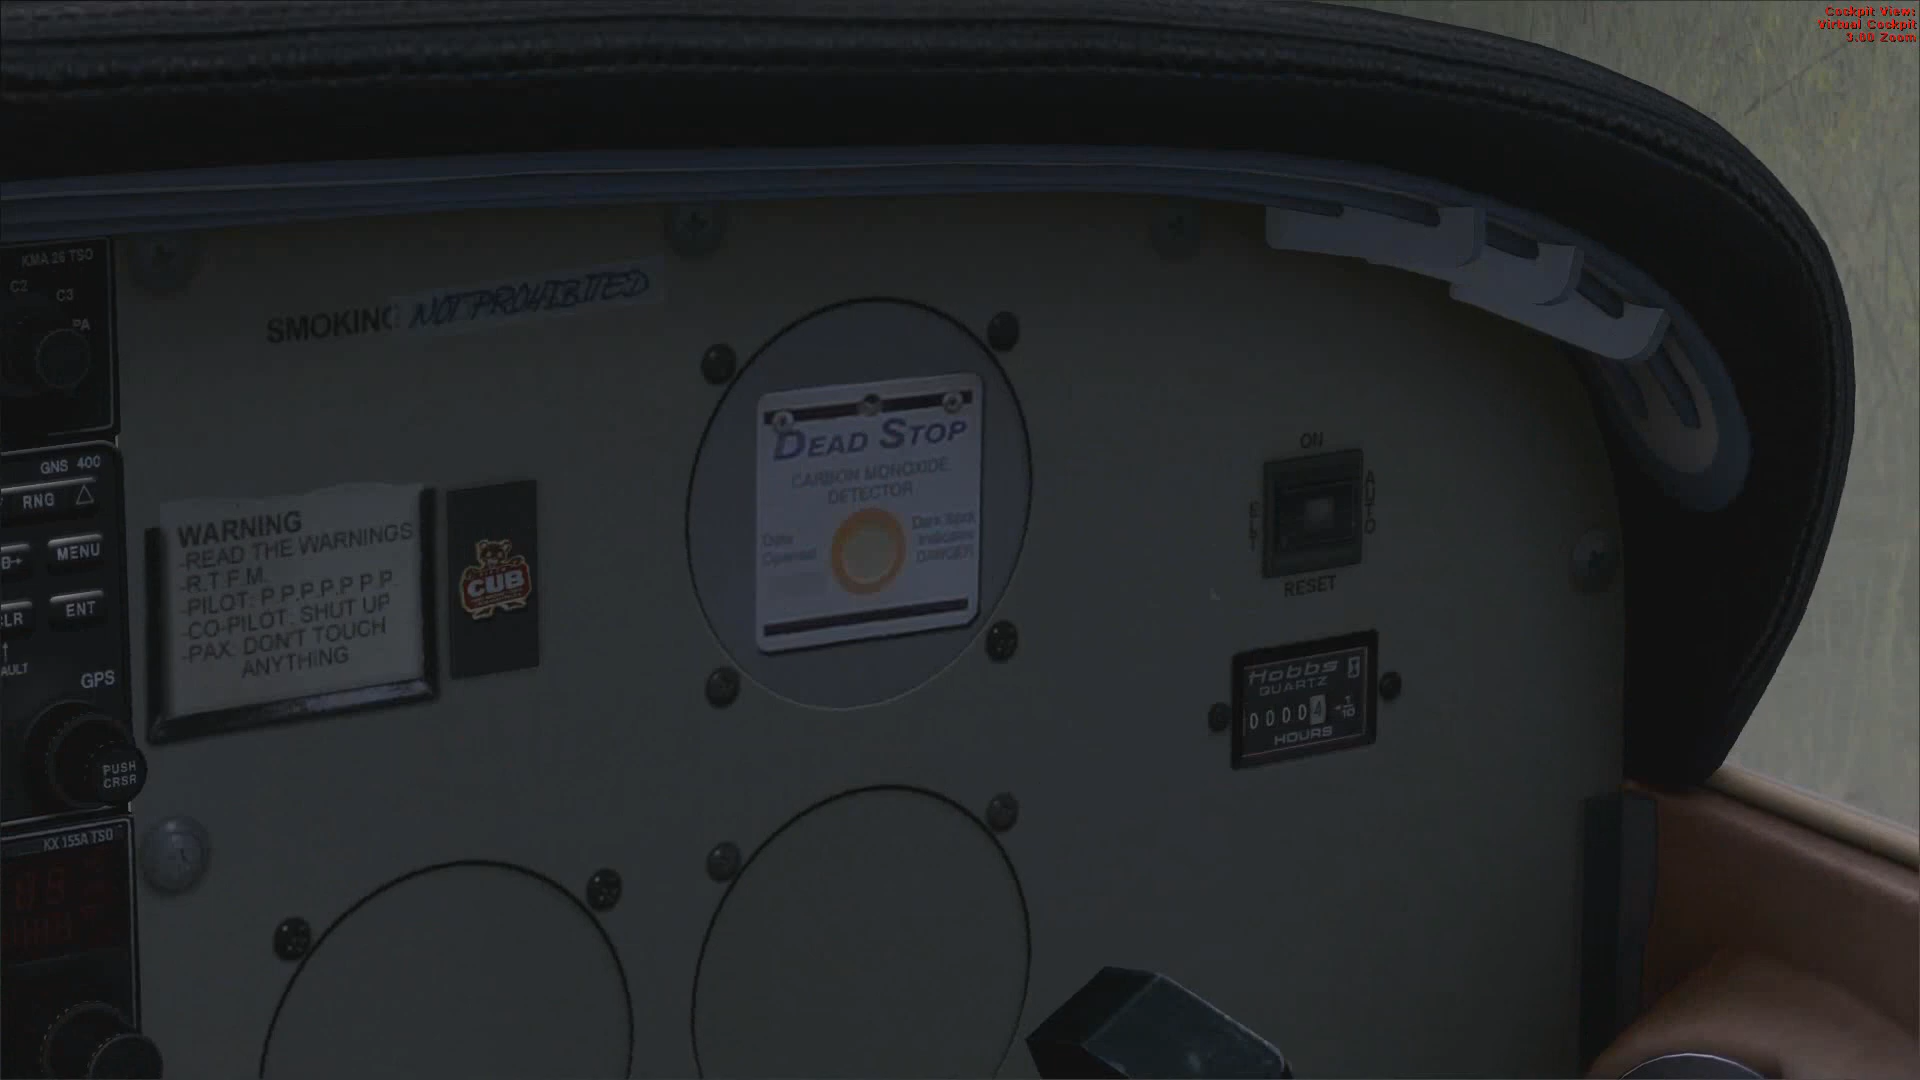 Cockpit View:
Virtual Cockpit
3.00 Zoom
KMA 26 TSO
C2
C3
PA
SMOKING NOT PROHIBITED
GNS 400
RNG
MENU
CLR
ENT
GPS
PUSH
CRSR
KX 155A TSO
WARNING
-READ THE WARNINGS
-R.T.F.M.
-PILOT: P.P.P.P.P.P.P.
-CO-PILOT: SHUT UP
-PAX: DON'T TOUCH
ANYTHING
CUB
DEAD STOP
CARBON MONOXIDE
DETECTOR
Date
Opened
Dark Spot
Indicates
DANGER
ON
AUTO
ELT
RESET
Hobbs
QUARTZ
00004
1/10
HOURS